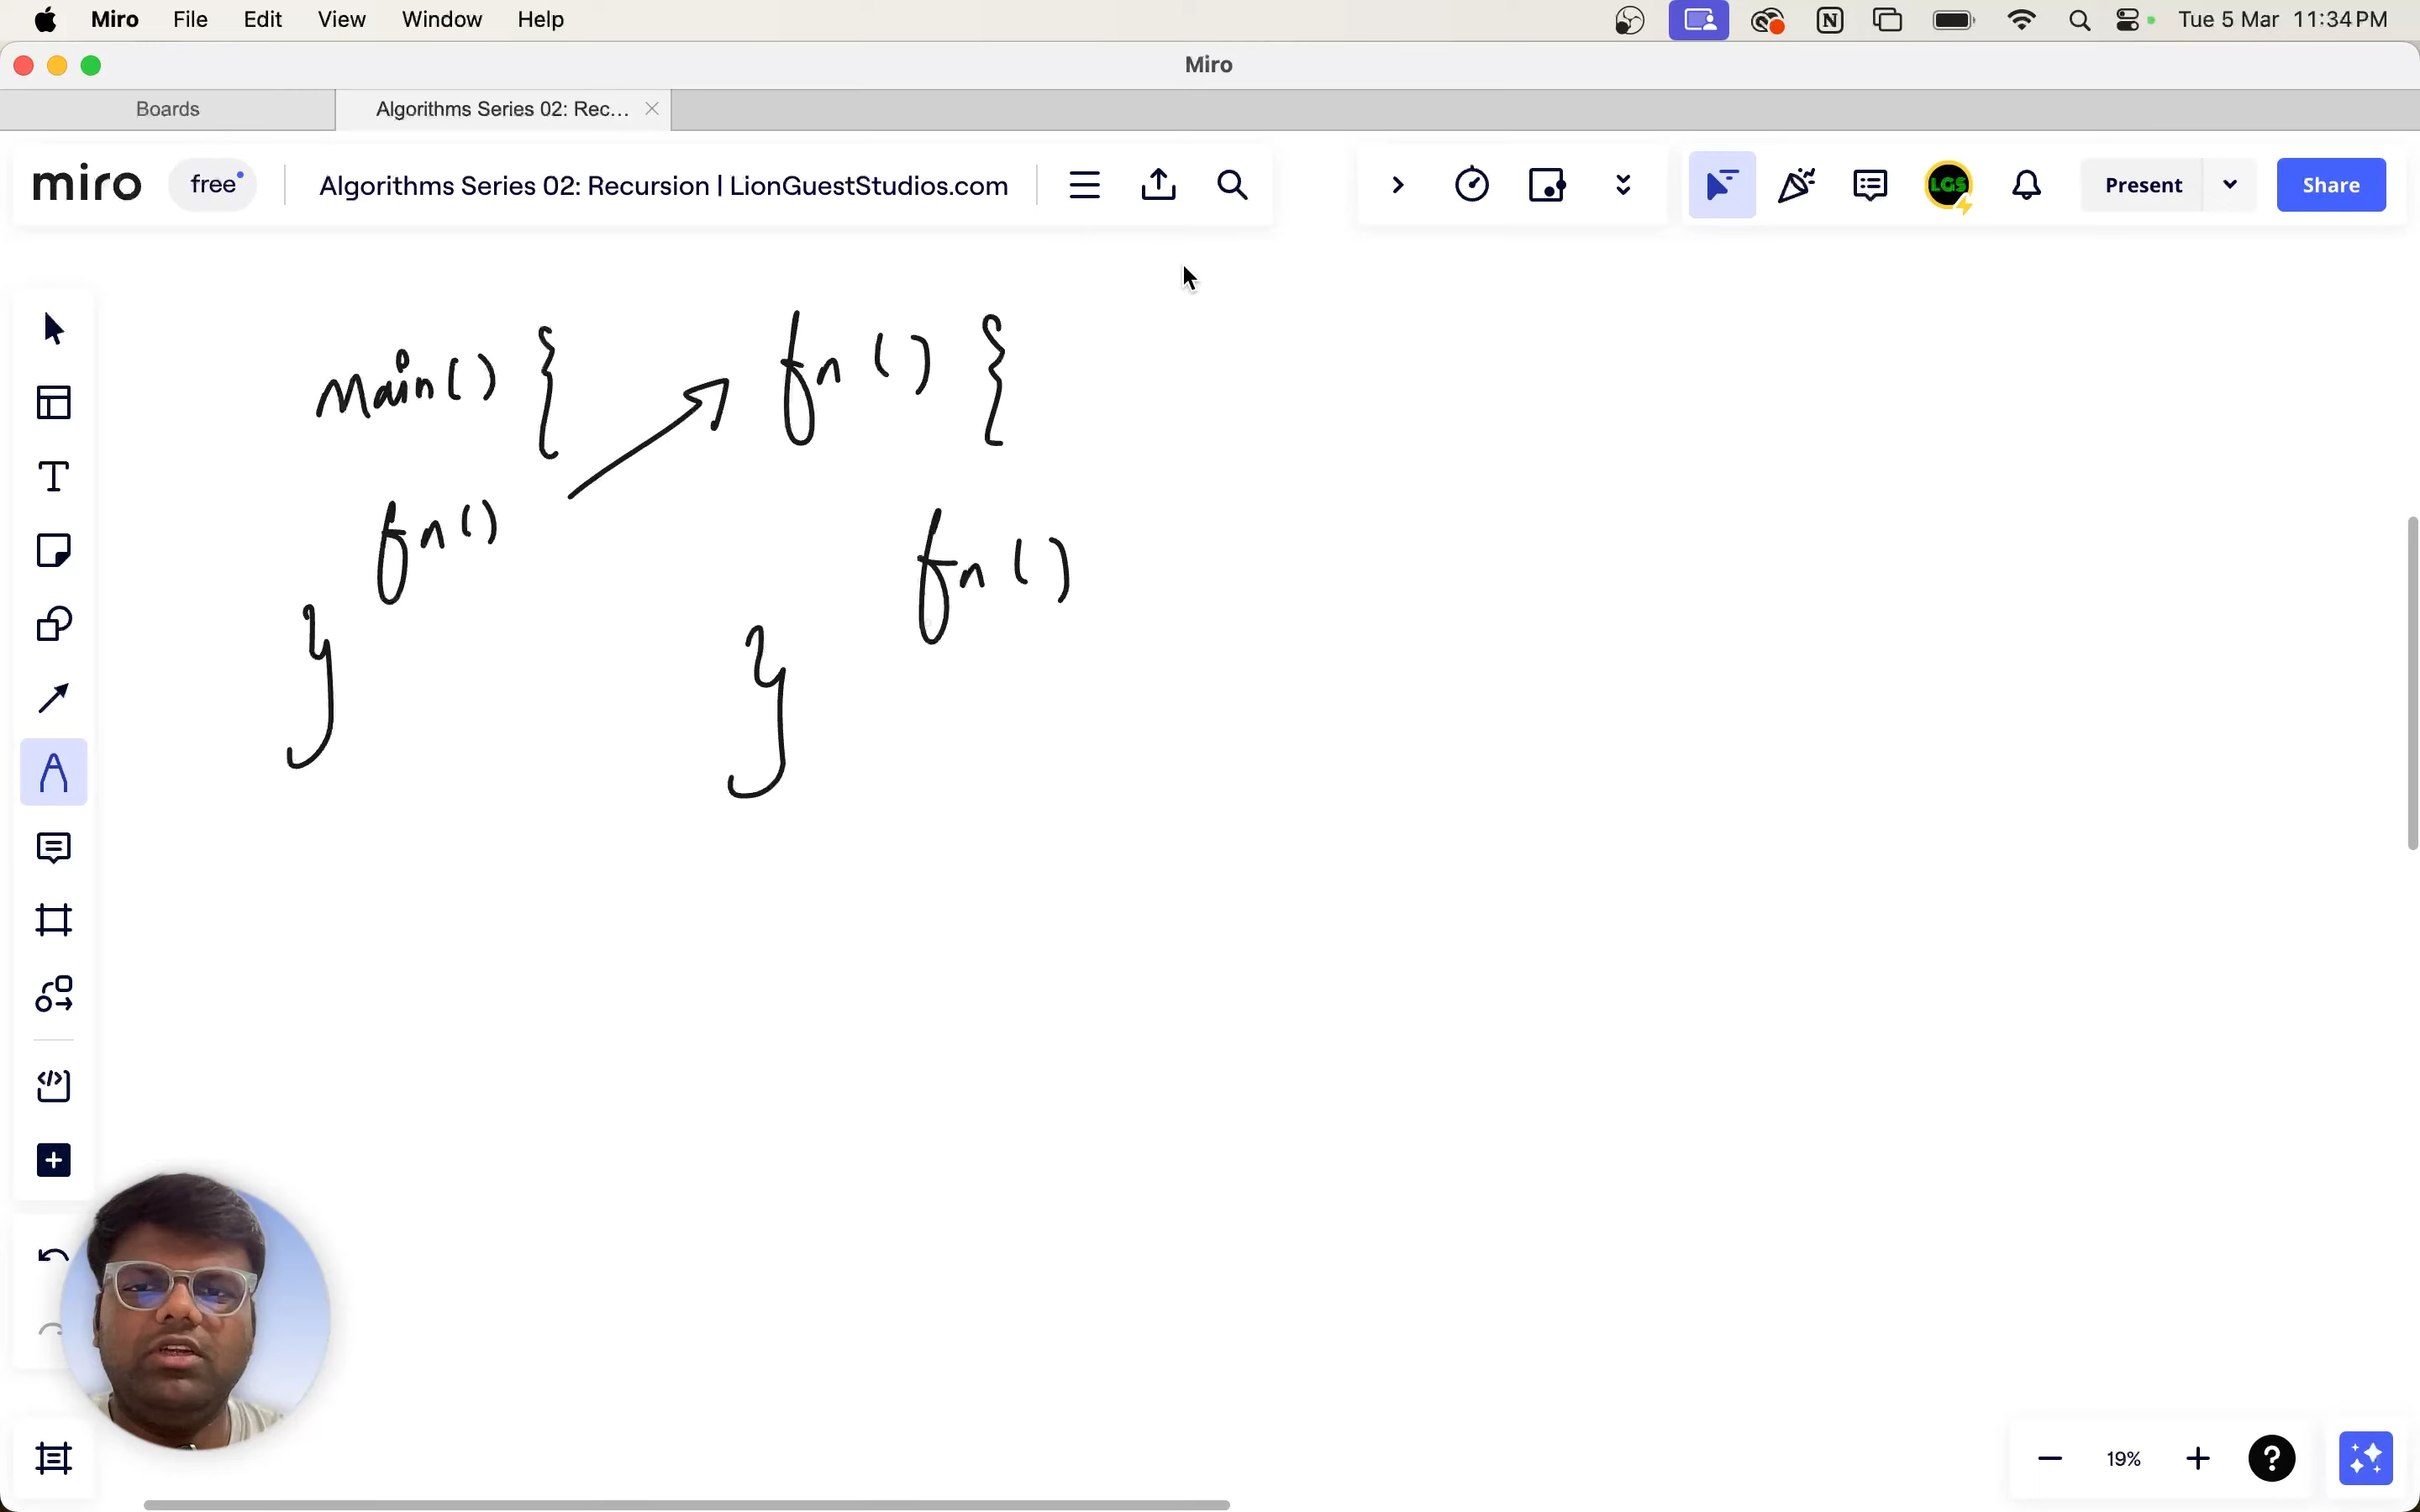 Miro File Edit View Window Help
Tue 5 Mar 11:34 PM
Miro
Boards
Algorithms Series 02: Rec...
miro
free
Algorithms Series 02: Recursion | LionGuestStudios.com
LGS
Present
Share
main() {
fn()
}
fn() {
fn()
}
19%